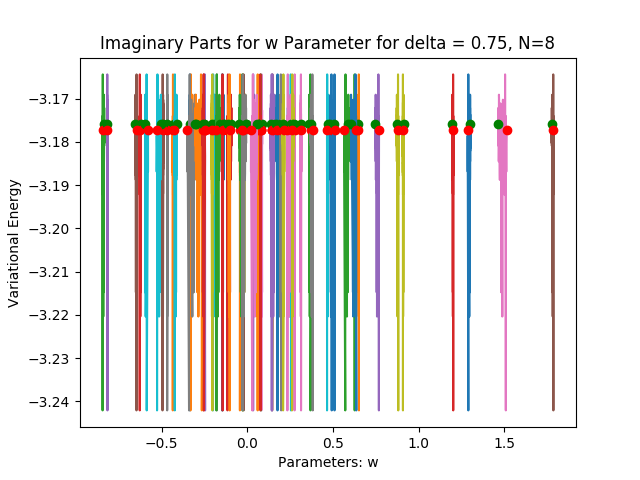 Imaginary Parts for w Parameter for delta = 0.75, N=8
−3.17
−3.18
−3.19
−3.20
−3.21
−3.22
−3.23
−3.24
Variational Energy
−0.5 0.0 0.5 1.0 1.5
Parameters: w